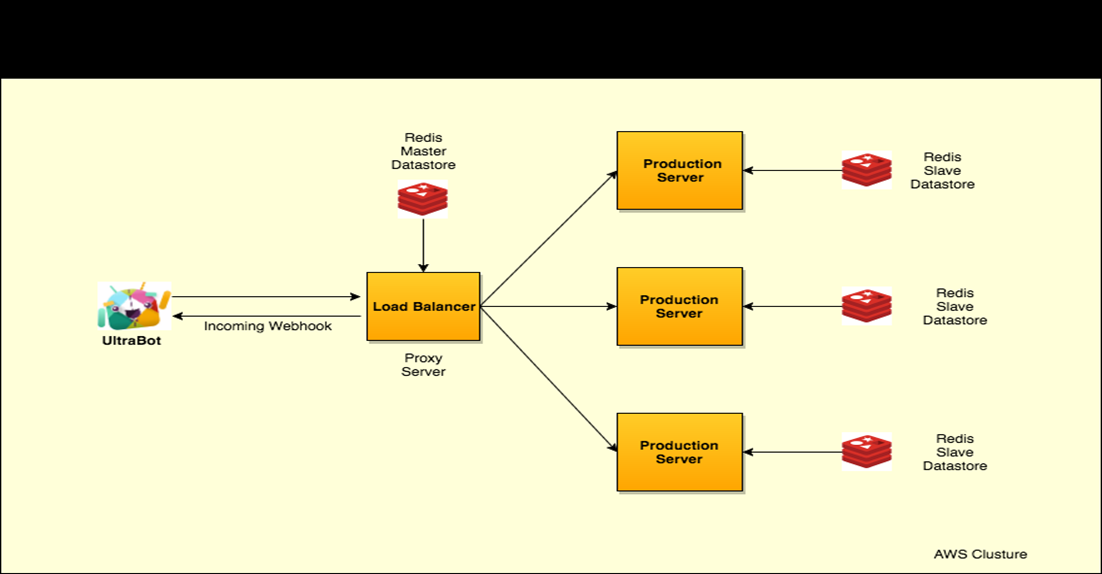 Redis
Master
Datastore
Production
Server
Redis
Slave
Datastore
UltraBot
Incoming Webhook
Load Balancer
Proxy
Server
Production
Server
Redis
Slave
Datastore
Production
Server
Redis
Slave
Datastore
AWS Clusture